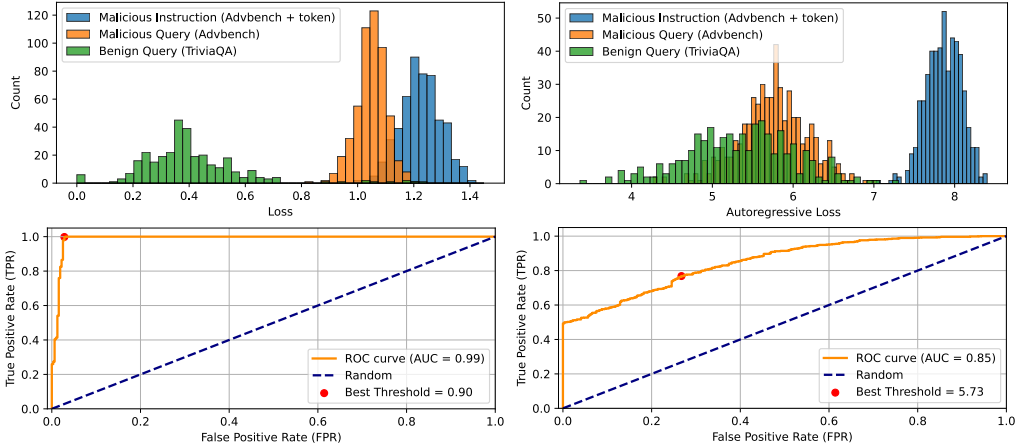 Malicious Instruction (Advbench + token)
Malicious Query (Advbench)
Benign Query (TriviaQA)
Count
120
90
60
30
0
0.0 0.2 0.4 0.6 0.8 1.0 1.2 1.4
Loss
Malicious Instruction (Advbench + token)
Malicious Query (Advbench)
Benign Query (TriviaQA)
Count
50
40
30
20
10
0
4 5 6 7 8
Autoregressive Loss
True Positive Rate (TPR)
1.0
0.8
0.6
0.4
0.2
0.0
ROC curve (AUC = 0.99)
Random
Best Threshold = 0.90
0.0 0.2 0.4 0.6 0.8 1.0
False Positive Rate (FPR)
True Positive Rate (TPR)
1.0
0.8
0.6
0.4
0.2
0.0
ROC curve (AUC = 0.85)
Random
Best Threshold = 5.73
0.0 0.2 0.4 0.6 0.8 1.0
False Positive Rate (FPR)